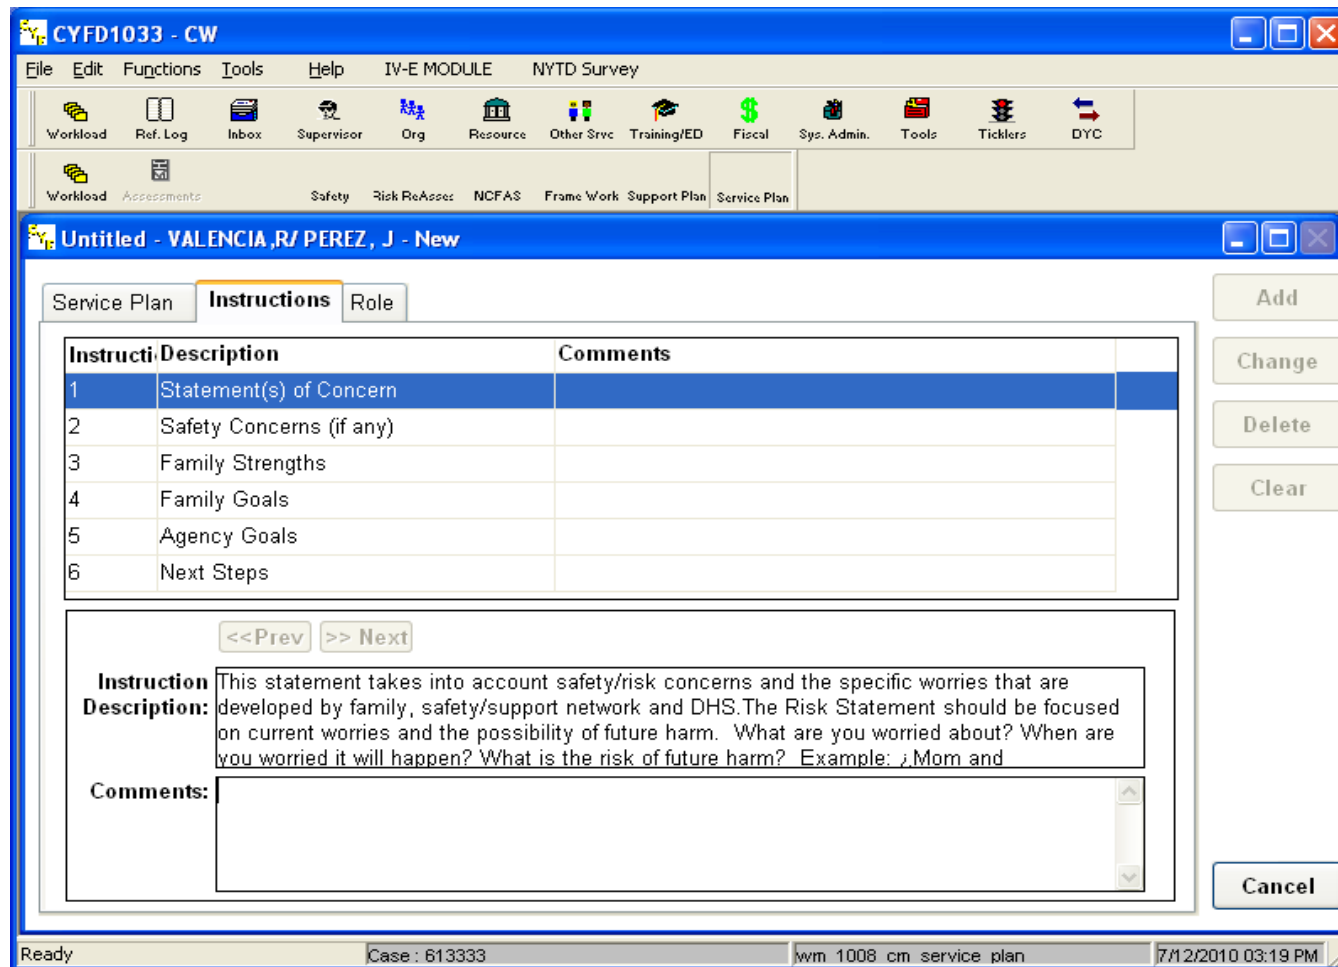 CYFD1033 - CW
File Edit Functions Tools Help IV-E MODULE NYTD Survey
Workload Ref. Log Inbox Supervisor Org Resource Other Srvc Training/ED Fiscal Sys. Admin. Tools Ticklers DYC
Workload Assessments Safety Risk ReAsses NCFAS Frame Work Support Plan Service Plan
Untitled - VALENCIA ,R/ PEREZ , J - New
Service Plan Instructions Role
Add
Instructi Description Comments
Change
1 Statement(s) of Concern
2 Safety Concerns (if any)
Delete
3 Family Strengths
4 Family Goals
Clear
5 Agency Goals
6 Next Steps
<<Prev >> Next
Instruction Description:
This statement takes into account safety/risk concerns and the specific worries that are
developed by family, safety/support network and DHS.The Risk Statement should be focused
on current worries and the possibility of future harm.  What are you worried about? When are
you worried it will happen? What is the risk of future harm?  Example: ¿Mom and
Comments:
Cancel
Ready Case : 613333 wm_1008_cm_service_plan 7/12/2010 03:19 PM